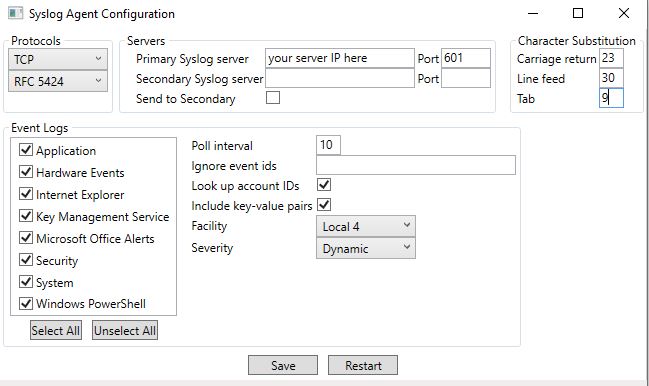 Syslog Agent Configuration
Protocols
TCP
RFC 5424
Servers
Primary Syslog server your server IP here Port 601
Secondary Syslog server Port
Send to Secondary
Character Substitution
Carriage return 23
Line feed 30
Tab 9
Event Logs
Application
Hardware Events
Internet Explorer
Key Management Service
Microsoft Office Alerts
Security
System
Windows PowerShell
Select All Unselect All
Poll interval 10
Ignore event ids
Look up account IDs
Include key-value pairs
Facility Local 4
Severity Dynamic
Save Restart